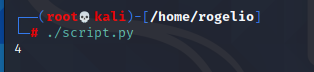 ┌──(root💀kali)-[/home/rogelio]
└─# ./script.py
4